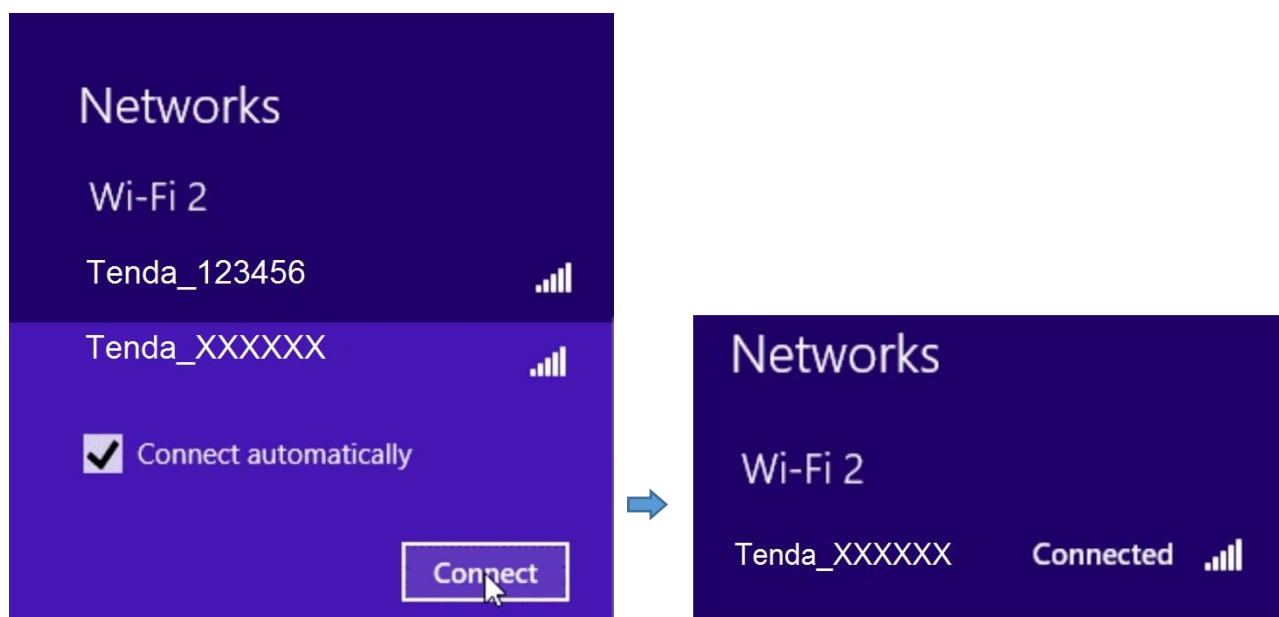 Networks
Wi-Fi 2
Tenda_123456
Tenda_XXXXXX
Connect automatically
Connect
Networks
Wi-Fi 2
Tenda_XXXXXX Connected